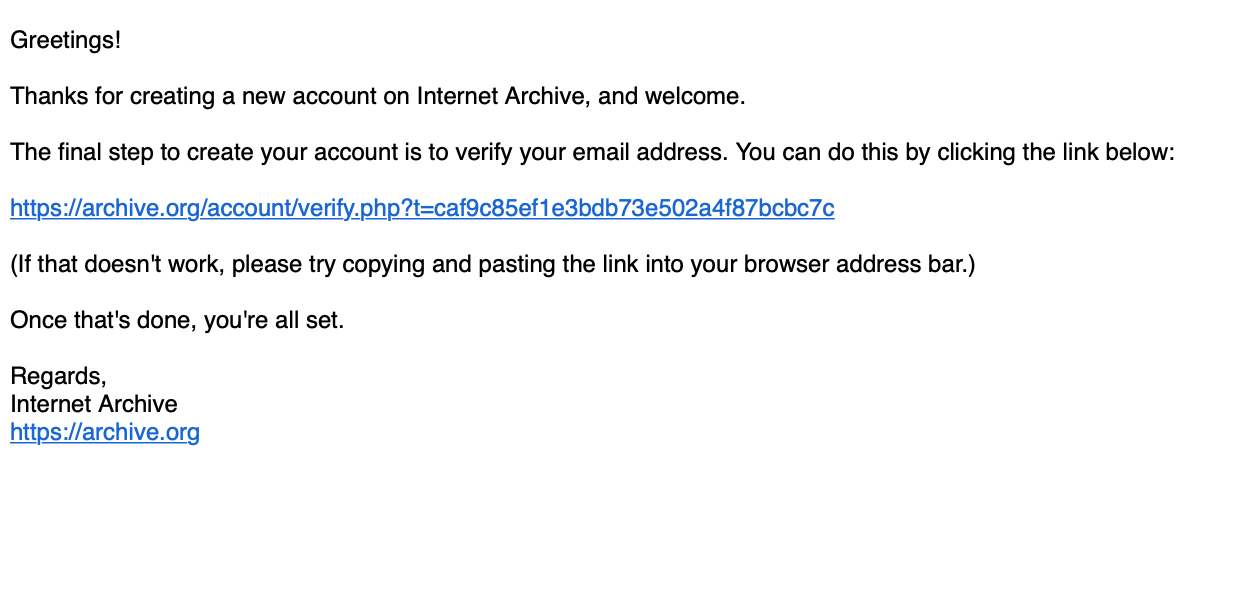 Greetings!
Thanks for creating a new account on Internet Archive, and welcome.
The final step to create your account is to verify your email address. You can do this by clicking the link below:
https://archive.org/account/verify.php?t=caf9c85ef1e3bdb73e502a4f87bcbc7c
(If that doesn't work, please try copying and pasting the link into your browser address bar.)
Once that's done, you're all set.
Regards,
Internet Archive
https://archive.org